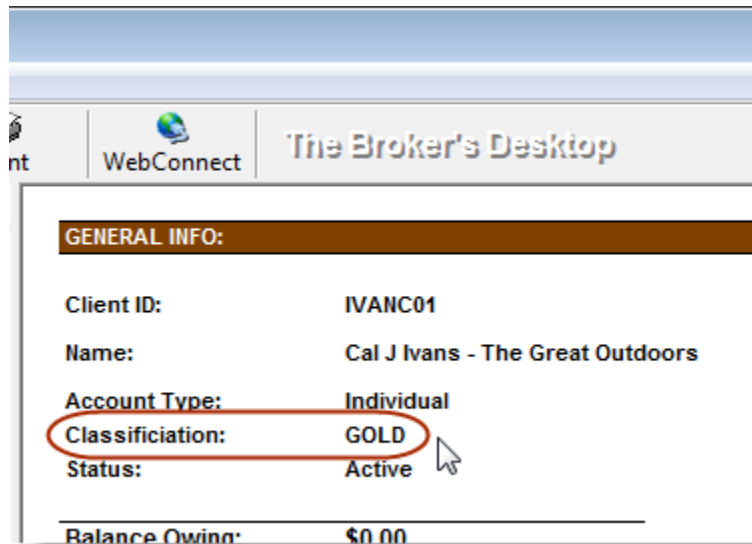 nt
WebConnect
The Broker's Desktop
GENERAL INFO:
Client ID: IVANC01
Name: Cal J Ivans - The Great Outdoors
Account Type: Individual
Classificiation: GOLD
Status: Active
Balance Owing: $0.00